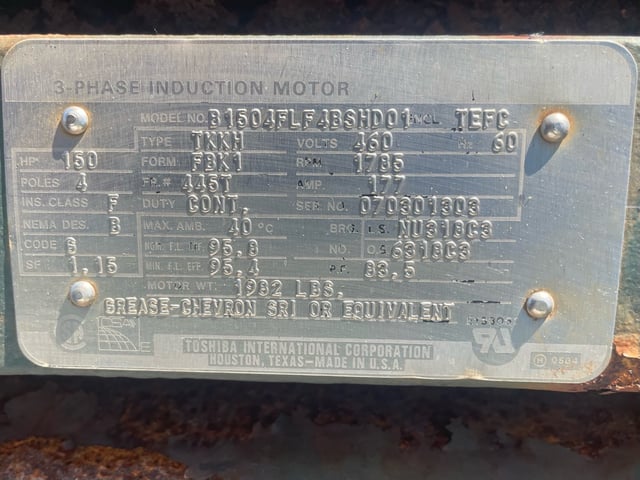 3-PHASE INDUCTION MOTOR
MODEL NO. B1504FLF4BSHD01 ENCL. TEFC
TYPE TKKH VOLTS 460 Hz 60
HP 150 FORM FBK1 RPM 1785
POLES 4 FR.# 445T AMP. 177
INS. CLASS F DUTY CONT. SER NO. 070301303
NEMA DES. B MAX. AMB. 40 °C BRG. L.S. NU318C3
CODE NOM. F.L. EFF. 95,8 NO. O.S. 6318C3
SF 1,15 MIN. F.L. EFF. 95,4 P.F. 83,5
MOTOR WT: 1982 LBS.
GREASE-CHEVRON SRI OR EQUIVALENT
TOSHIBA INTERNATIONAL CORPORATION
HOUSTON, TEXAS-MADE IN U.S.A.
0504